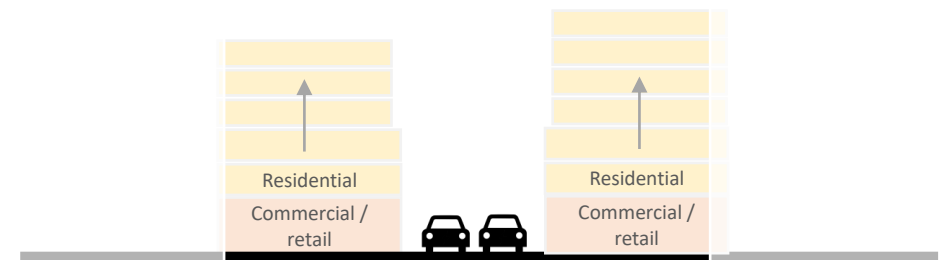 Residential
Commercial /
retail
Residential
Commercial /
retail